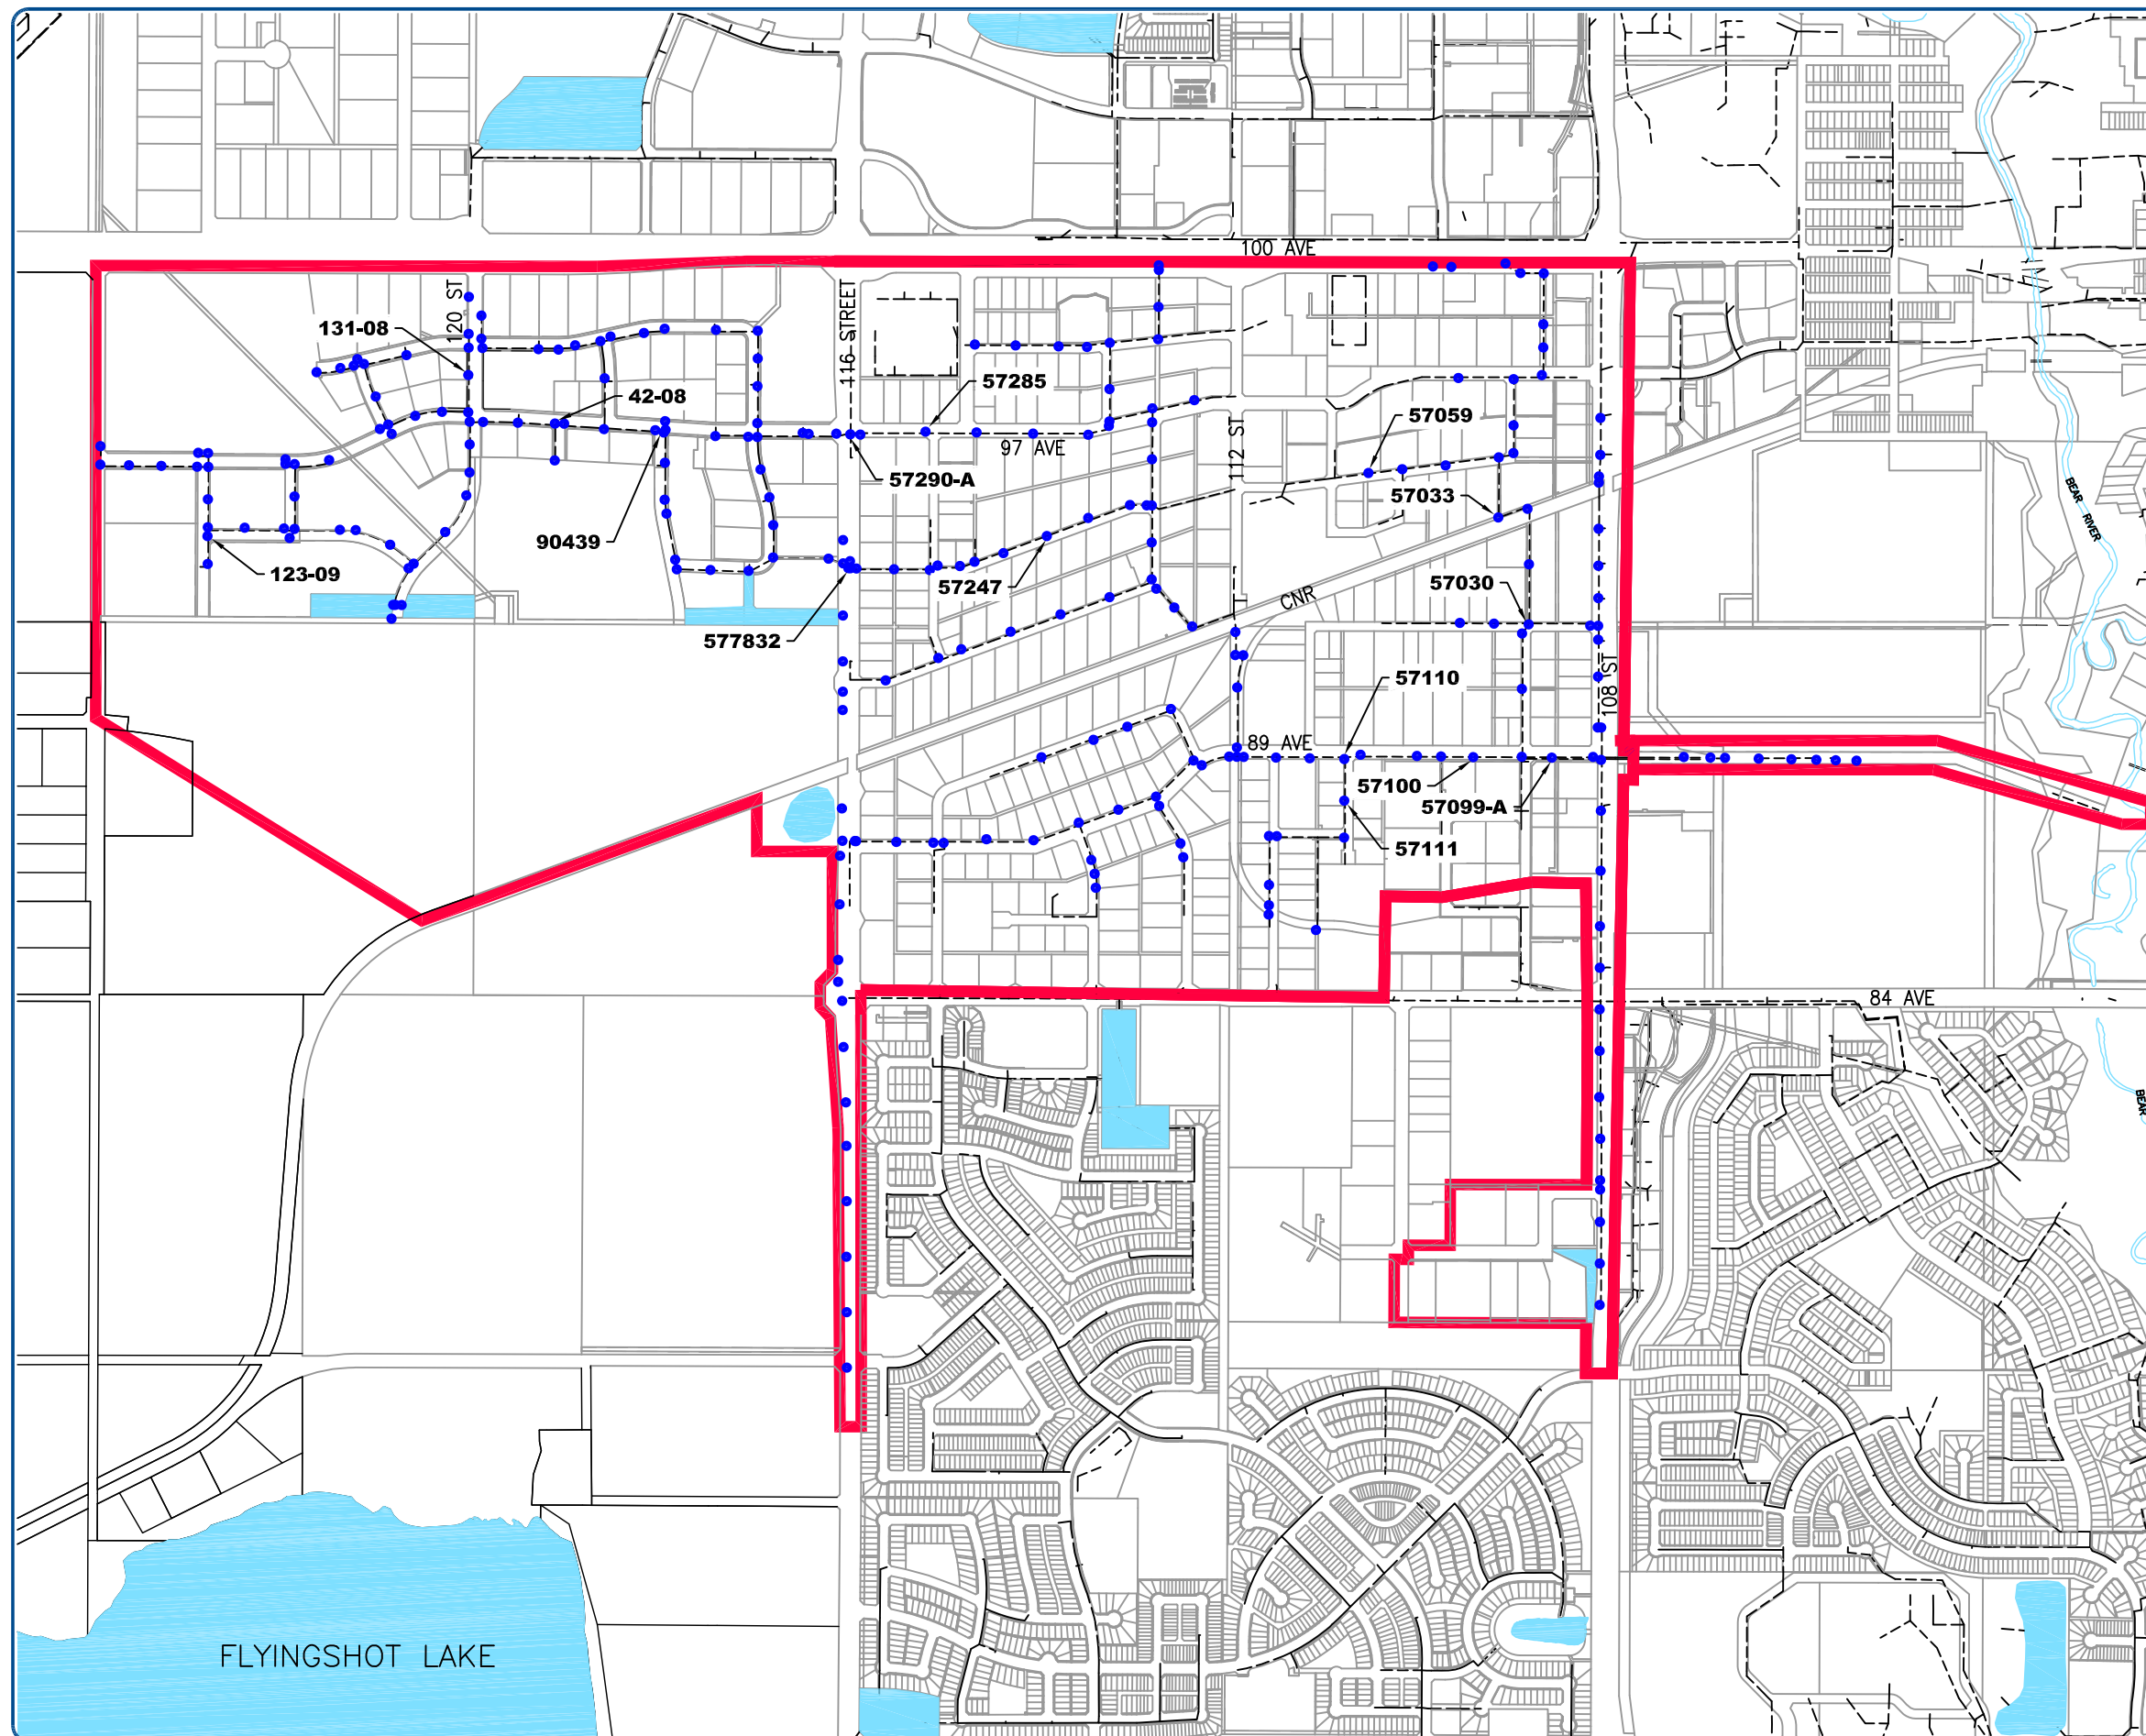 100 AVE
120 ST
116 STREET
131-08
57285
42-08
57059
97 AVE
112 ST
57290-A
57033
BEAR
RIVER
90439
123-09
57247
57030
CNR
577832
108 ST
57110
89 AVE
57100
57099-A
57111
84 AVE
BEAR
FLYINGSHOT LAKE